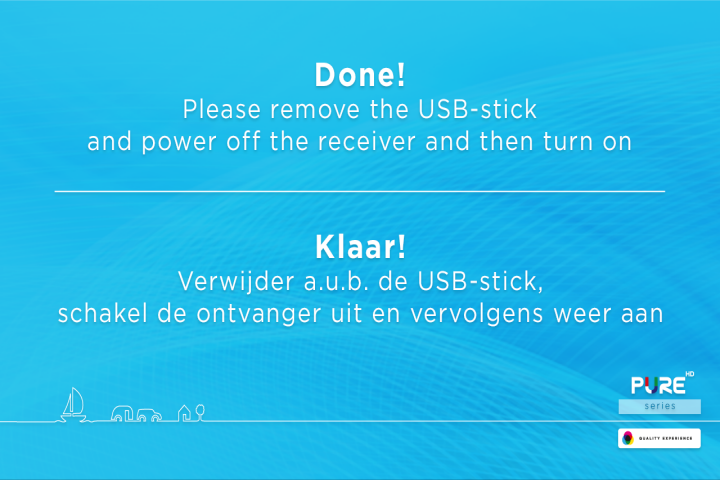 Done!
Please remove the USB-stick
and power off the receiver and then turn on
Klaar!
Verwijder a.u.b. de USB-stick,
schakel de ontvanger uit en vervolgens weer aan
PURE HD
series
QUALITY EXPERIENCE